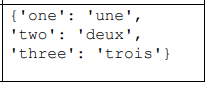 {'one': 'une',
'two': 'deux',
'three': 'trois'}